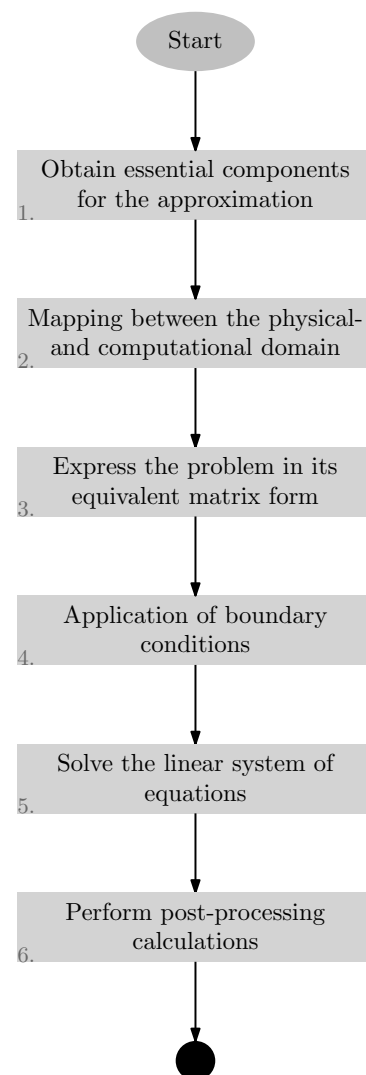 Start
Obtain essential components
for the approximation
1.
Mapping between the physical-
and computational domain
2.
Express the problem in its
equivalent matrix form
3.
Application of boundary
conditions
4.
Solve the linear system of
equations
5.
Perform post-processing
calculations
6.